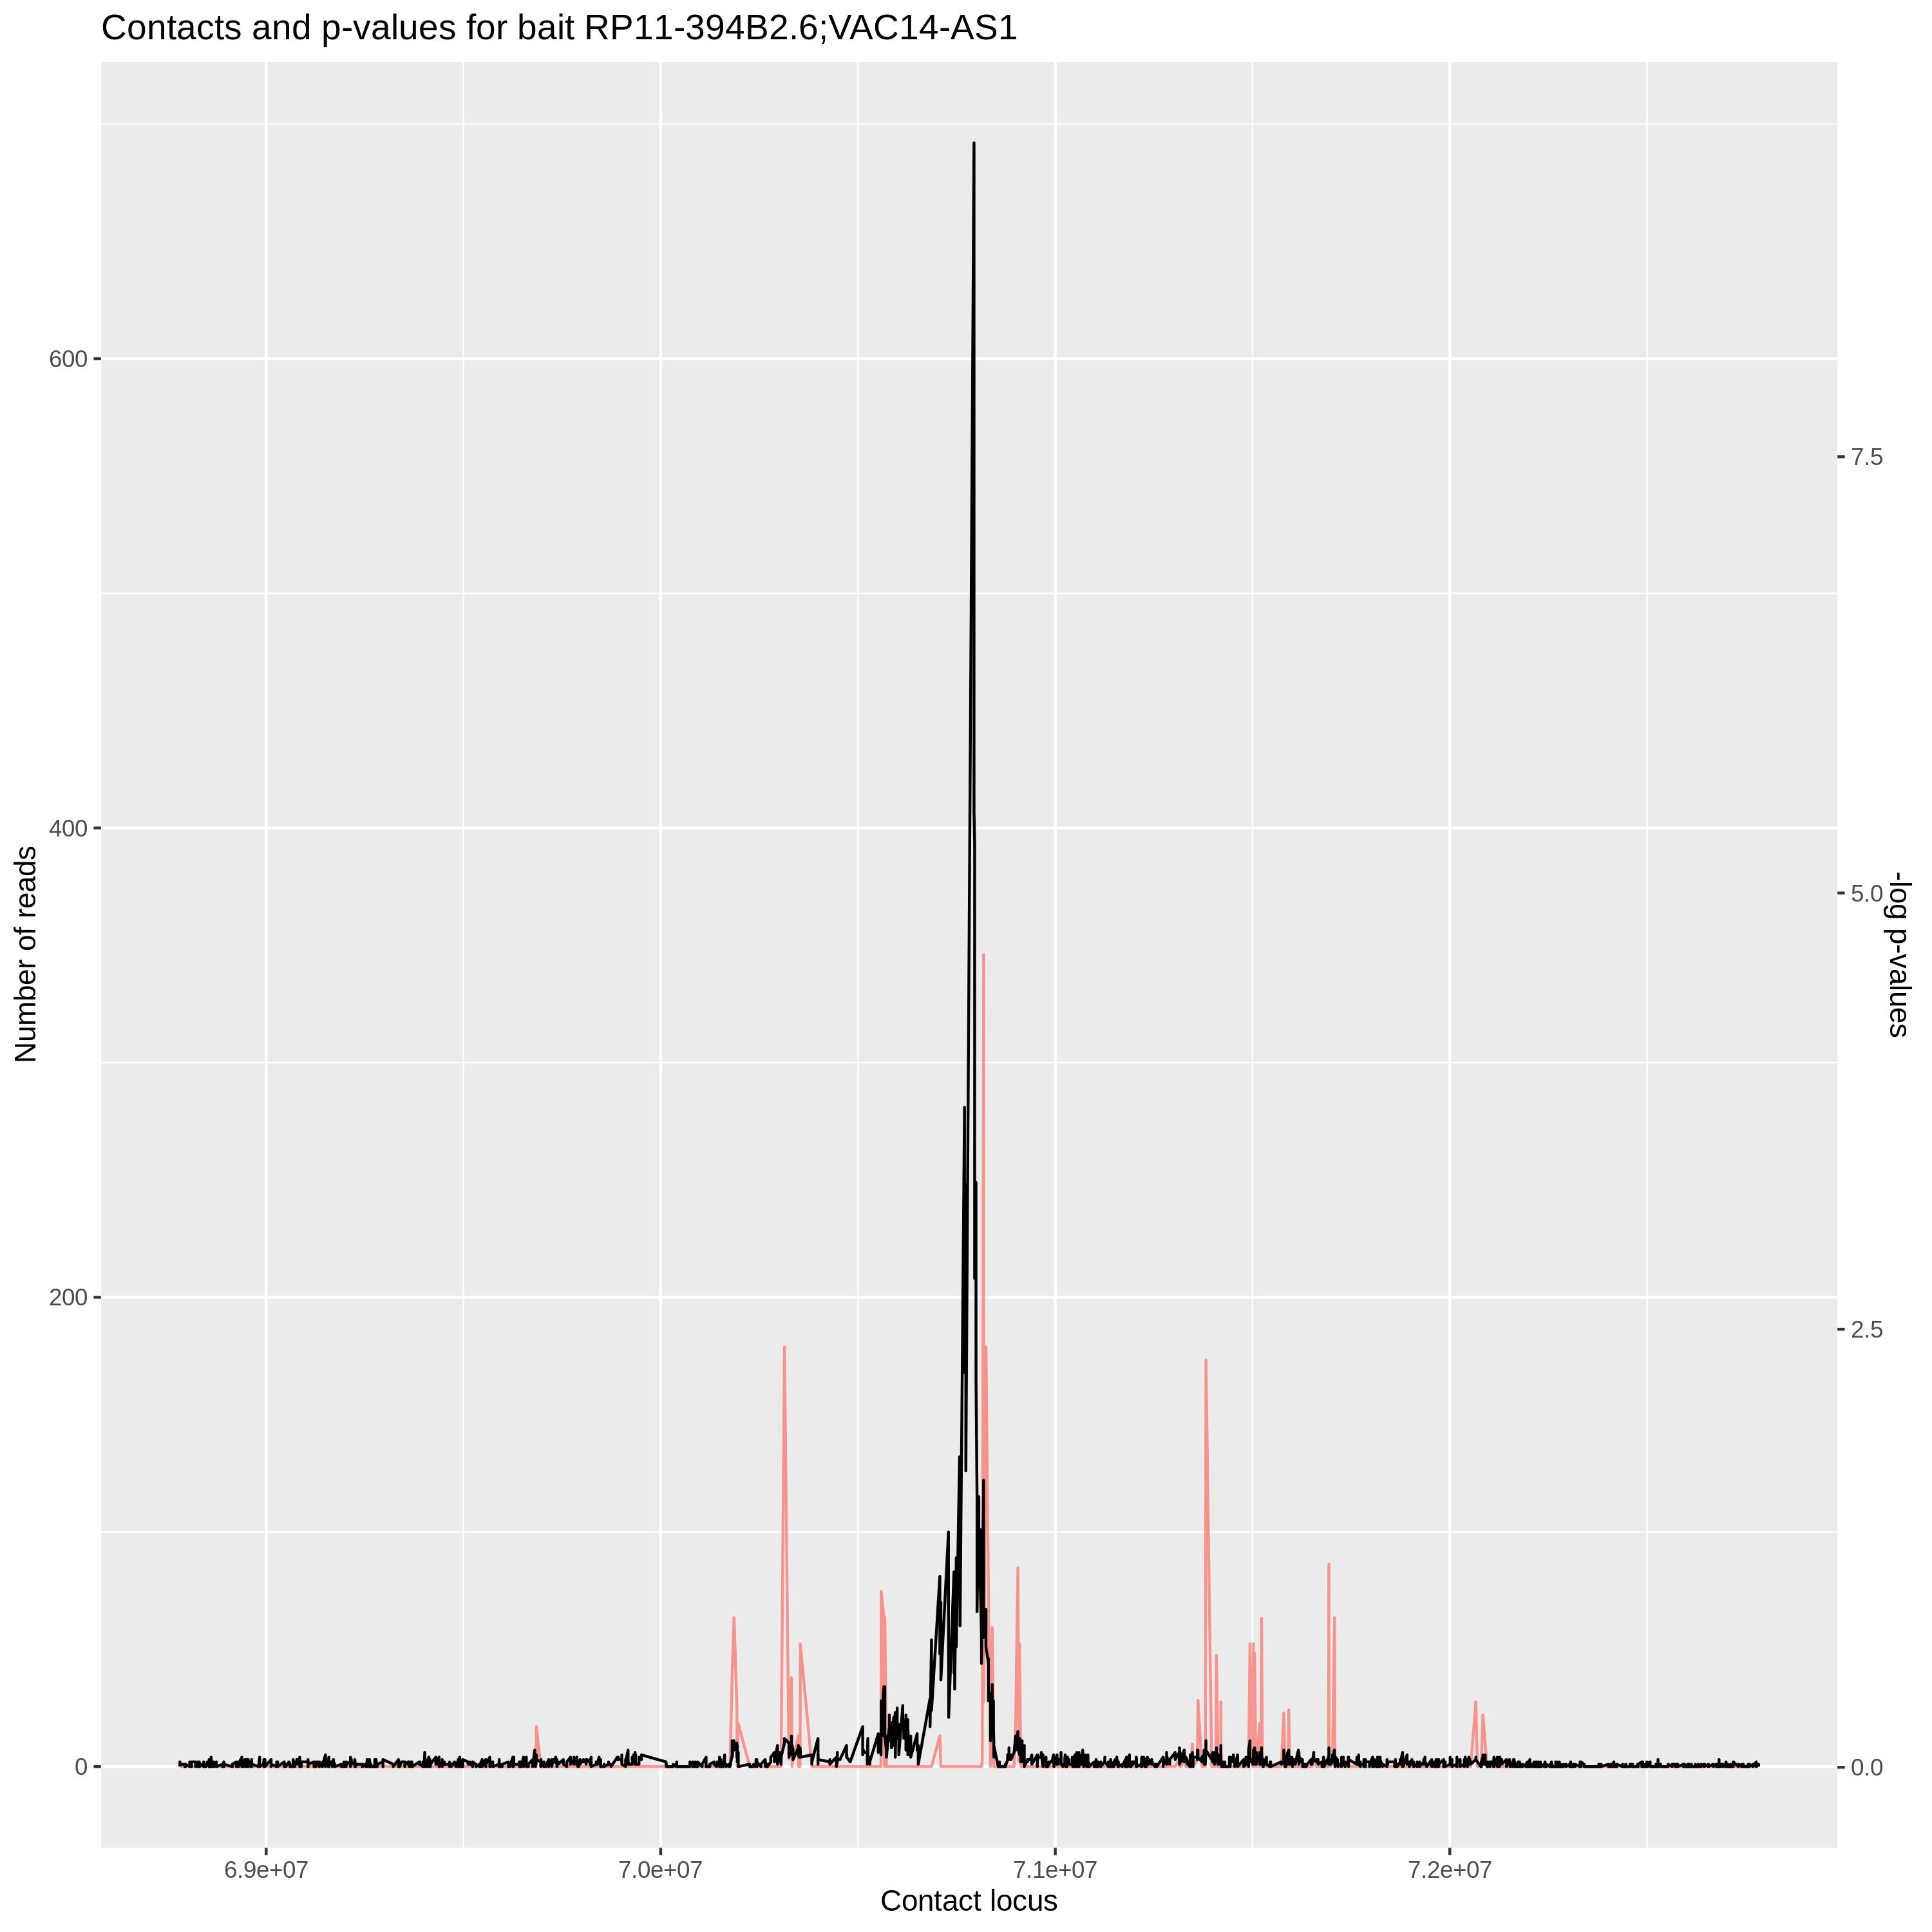 Contacts and p-values for bait RP11-394B2.6;VAC14-AS1
600
400
200
0
Number of reads
7.5
5.0
2.5
0.0
-log p-values
6.9e+07
7.0e+07
7.1e+07
7.2e+07
Contact locus